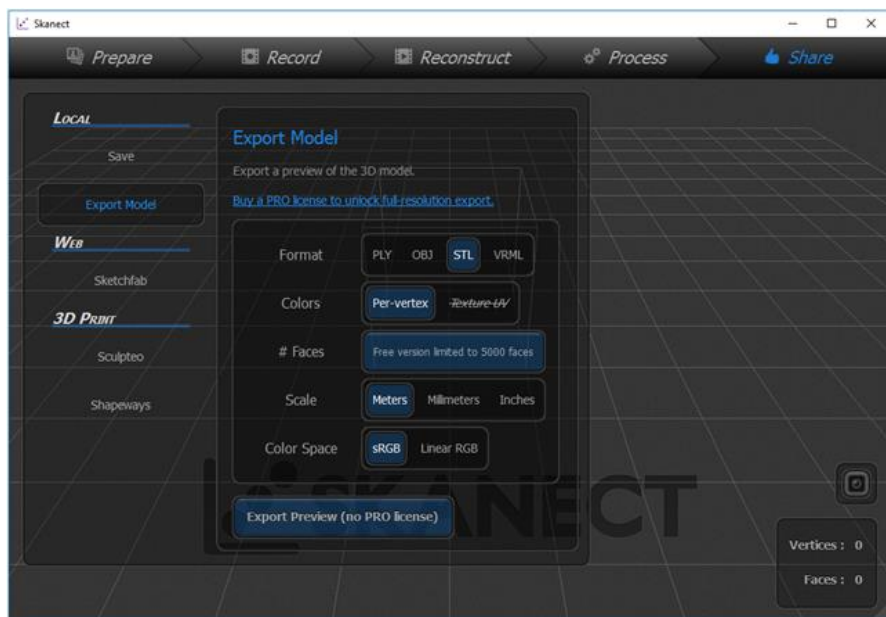 Skanect
Prepare Record Reconstruct Process Share
Local
Save
Export Model
Web
Sketchfab
3D Print
Sculpteo
Shapeways
Export Model
Export a preview of the 3D model.
Buy a PRO license to unlock full-resolution export.
Format PLY OBJ STL VRML
Colors Per-vertex Texture UV
# Faces Free version limited to 5000 faces
Scale Meters Millimeters Inches
Color Space sRGB Linear RGB
Export Preview (no PRO license)
SKANECT
Vertices : 0
Faces : 0